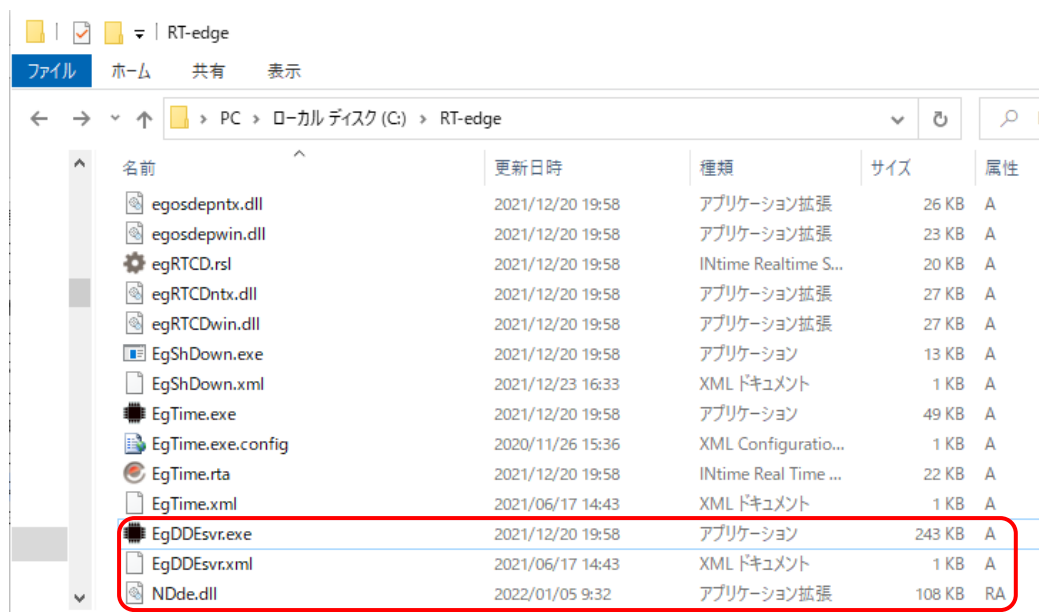 RT-edge
ファイル ホーム 共有 表示
PC > ローカル ディスク (C:) > RT-edge
名前 更新日時 種類 サイズ 属性
egosdepntx.dll 2021/12/20 19:58 アプリケーション拡張 26 KB A
egosdepwin.dll 2021/12/20 19:58 アプリケーション拡張 23 KB A
egRTCD.rsl 2021/12/20 19:58 INtime Realtime S... 20 KB A
egRTCDntx.dll 2021/12/20 19:58 アプリケーション拡張 27 KB A
egRTCDwin.dll 2021/12/20 19:58 アプリケーション拡張 27 KB A
EgShDown.exe 2021/12/20 19:58 アプリケーション 13 KB A
EgShDown.xml 2021/12/23 16:33 XML ドキュメント 1 KB A
EgTime.exe 2021/12/20 19:58 アプリケーション 49 KB A
EgTime.exe.config 2020/11/26 15:36 XML Configuratio... 1 KB A
EgTime.rta 2021/12/20 19:58 INtime Real Time ... 22 KB A
EgTime.xml 2021/06/17 14:43 XML ドキュメント 1 KB A
EgDDEsvr.exe 2021/12/20 19:58 アプリケーション 243 KB A
EgDDEsvr.xml 2021/06/17 14:43 XML ドキュメント 1 KB A
NDde.dll 2022/01/05 9:32 アプリケーション拡張 108 KB RA